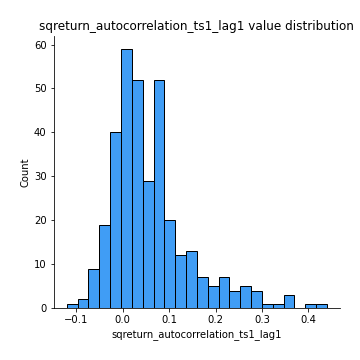 sqreturn_autocorrelation_ts1_lag1 value distribution
60
50
40
30
20
10
0
Count
−0.1 0.0 0.1 0.2 0.3 0.4
sqreturn_autocorrelation_ts1_lag1